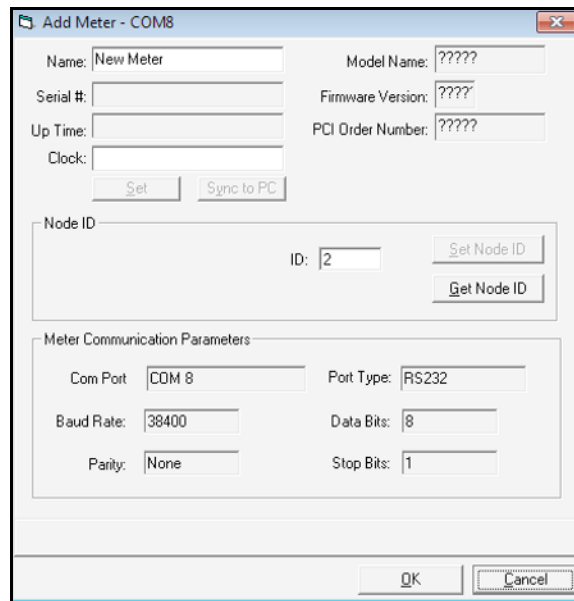 Add Meter - COM8
Name: New Meter
Model Name: ?????
Serial #:
Firmware Version: ?????
Up Time:
PCI Order Number: ?????
Clock:
Set Sync to PC
Node ID
ID: 2
Set Node ID
Get Node ID
Meter Communication Parameters
Com Port COM 8
Port Type: RS232
Baud Rate: 38400
Data Bits: 8
Parity: None
Stop Bits: 1
OK Cancel